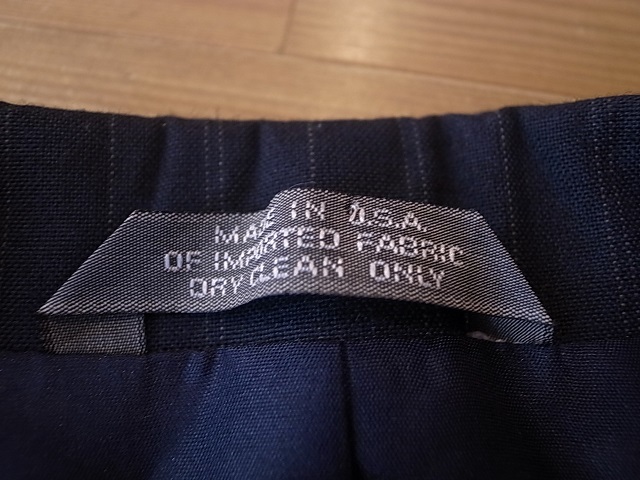 MADE IN U.S.A.
OF IMPORTED FABRIC
DRY CLEAN ONLY